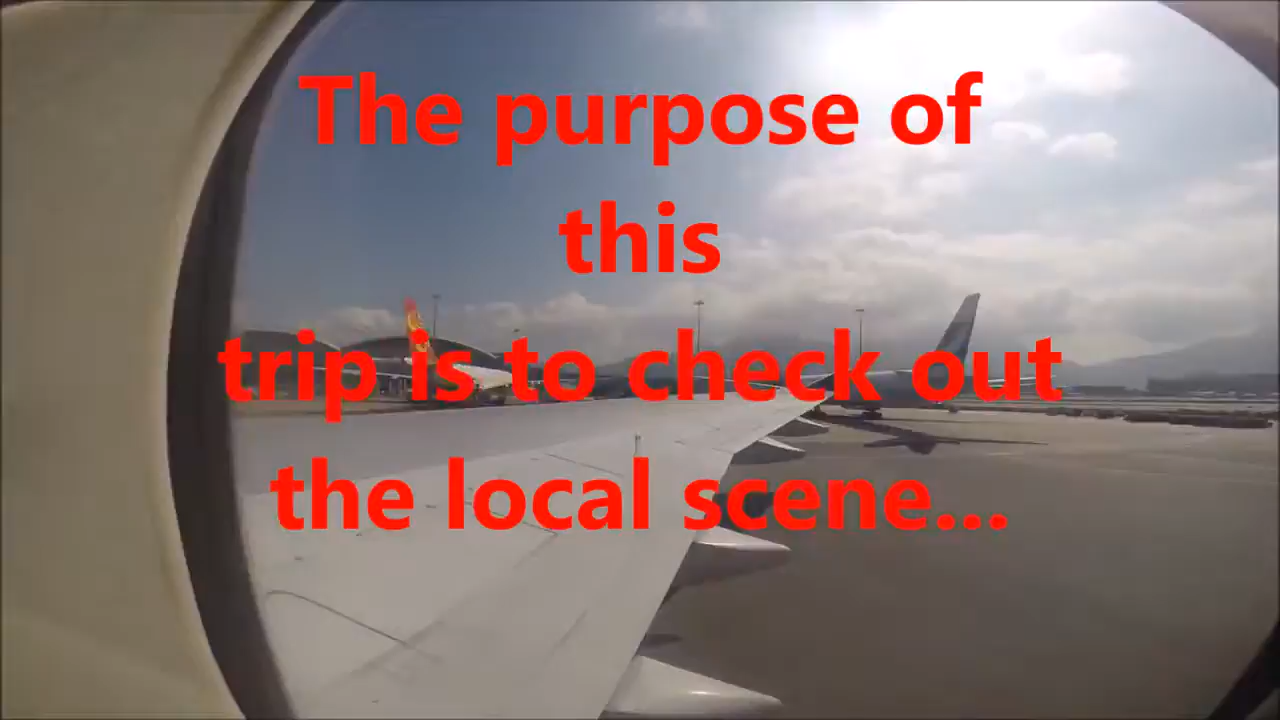 The purpose of
this
trip is to check out
the local scene...